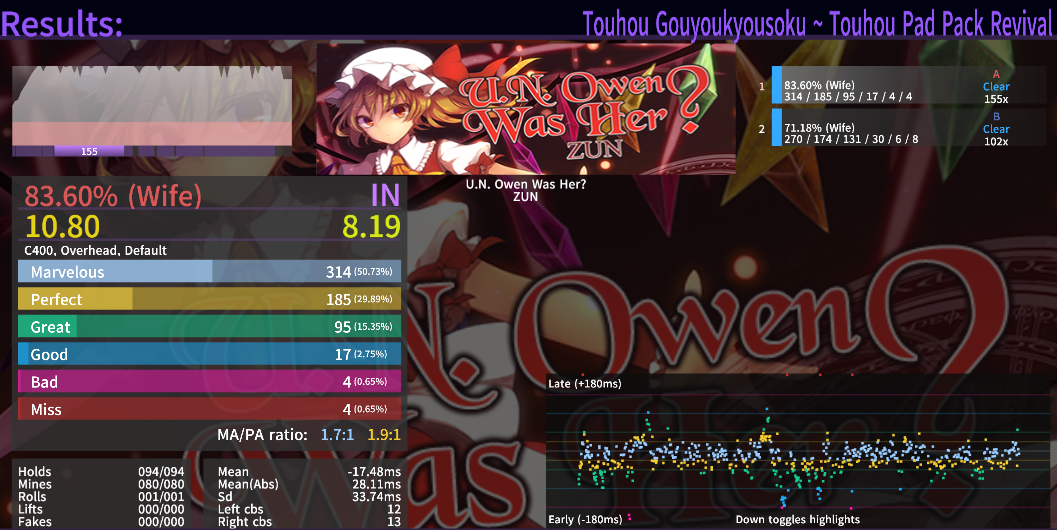 Results:
Touhou Gouyoukyousoku ~ Touhou Pad Pack Revival
155
U.N. Owen
Was Her?
ZUN
U.N. Owen Was Her?
ZUN
1
83.60% (Wife)
314 / 185 / 95 / 17 / 4 / 4
A
Clear
155x
2
71.18% (Wife)
270 / 174 / 131 / 30 / 6 / 8
B
Clear
102x
83.60% (Wife) IN
10.80 8.19
C400, Overhead, Default
Marvelous 314 (50.73%)
Perfect 185 (29.89%)
Great 95 (15.35%)
Good 17 (2.75%)
Bad 4 (0.65%)
Miss 4 (0.65%)
MA/PA ratio: 1.7:1 1.9:1
Holds 094/094
Mines 080/080
Rolls 001/001
Lifts 000/000
Fakes 000/000
Mean -17.48ms
Mean(Abs) 28.11ms
Sd 33.74ms
Left cbs 12
Right cbs 13
U.N. Owen
Was Her?
Late (+180ms)
Early (-180ms)
Down toggles highlights